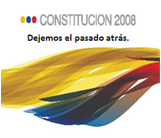 CONSTITUCION 2008
Dejemos el pasado atrás.